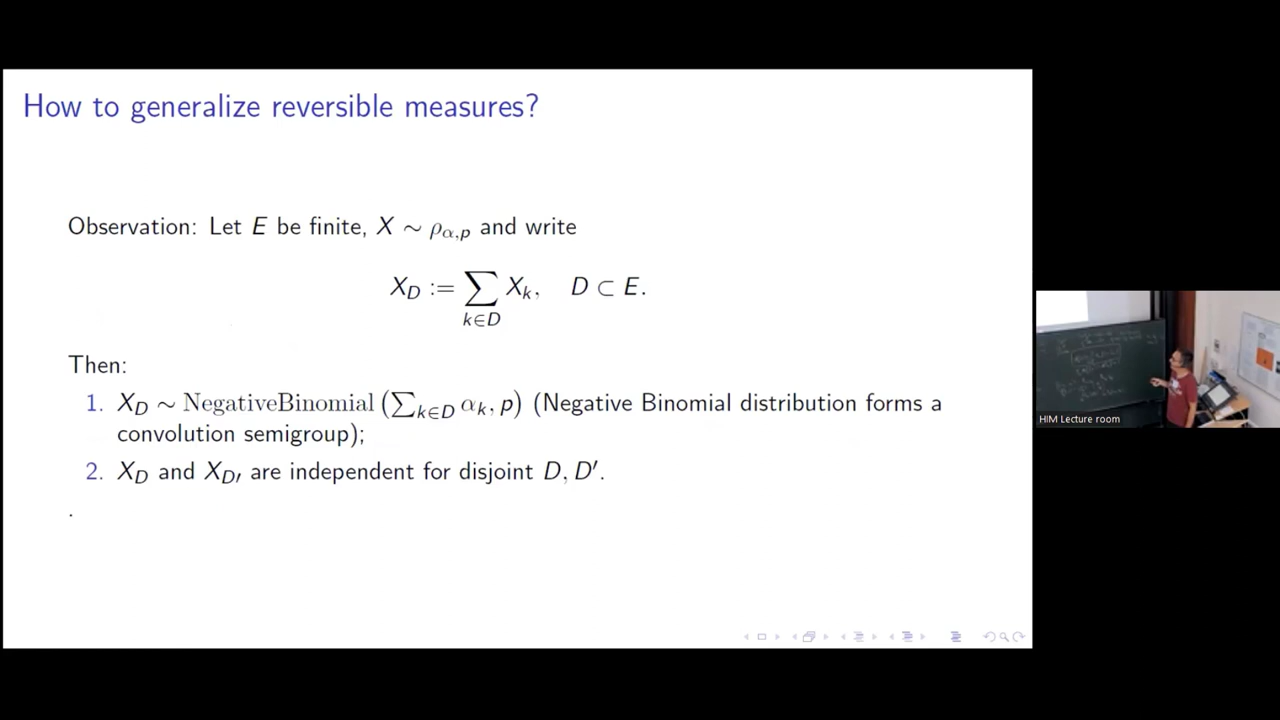 How to generalize reversible measures?
Observation: Let E be finite, X ∼ ρ_{α,p} and write
X_D := ∑_{k∈D} X_k, D ⊂ E.
Then:
1. X_D ∼ NegativeBinomial (∑_{k∈D} α_k, p) (Negative Binomial distribution forms a
convolution semigroup);
2. X_D and X_{D′} are independent for disjoint D, D′.
.
HIM Lecture room